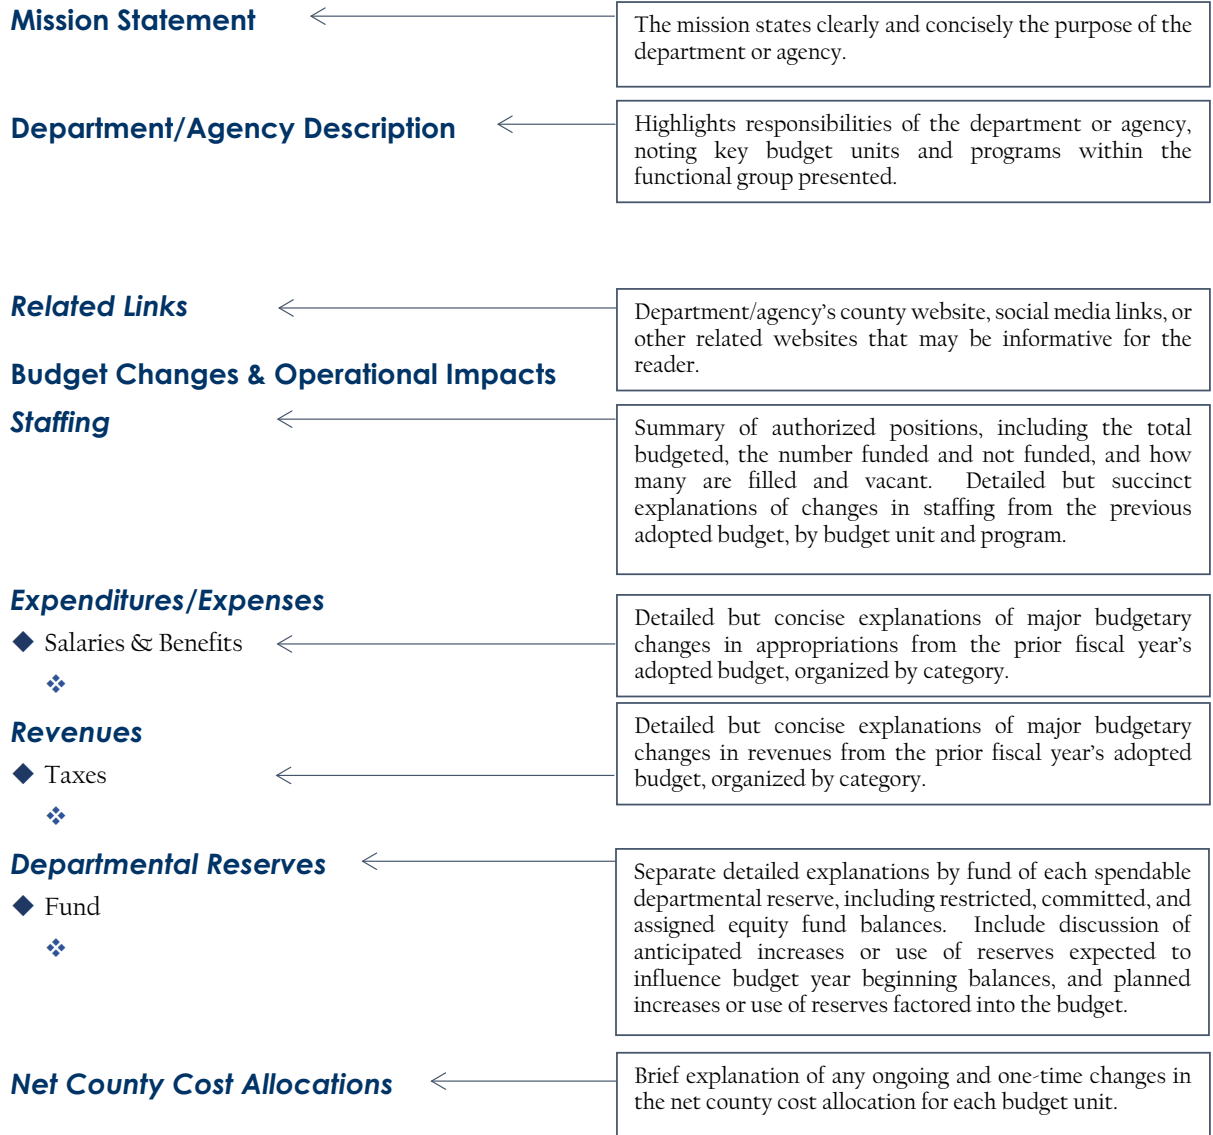 Mission Statement
The mission states clearly and concisely the purpose of the
department or agency.
Department/Agency Description
Highlights responsibilities of the department or agency,
noting key budget units and programs within the
functional group presented.
Related Links
Department/agency's county website, social media links, or
other related websites that may be informative for the
reader.
Budget Changes & Operational Impacts
Staffing
Summary of authorized positions, including the total
budgeted, the number funded and not funded, and how
many are filled and vacant. Detailed but succinct
explanations of changes in staffing from the previous
adopted budget, by budget unit and program.
Expenditures/Expenses
Salaries & Benefits
Detailed but concise explanations of major budgetary
changes in appropriations from the prior fiscal year's
adopted budget, organized by category.
Revenues
Taxes
Detailed but concise explanations of major budgetary
changes in revenues from the prior fiscal year's adopted
budget, organized by category.
Departmental Reserves
Fund
Separate detailed explanations by fund of each spendable
departmental reserve, including restricted, committed, and
assigned equity fund balances. Include discussion of
anticipated increases or use of reserves expected to
influence budget year beginning balances, and planned
increases or use of reserves factored into the budget.
Net County Cost Allocations
Brief explanation of any ongoing and one-time changes in
the net county cost allocation for each budget unit.